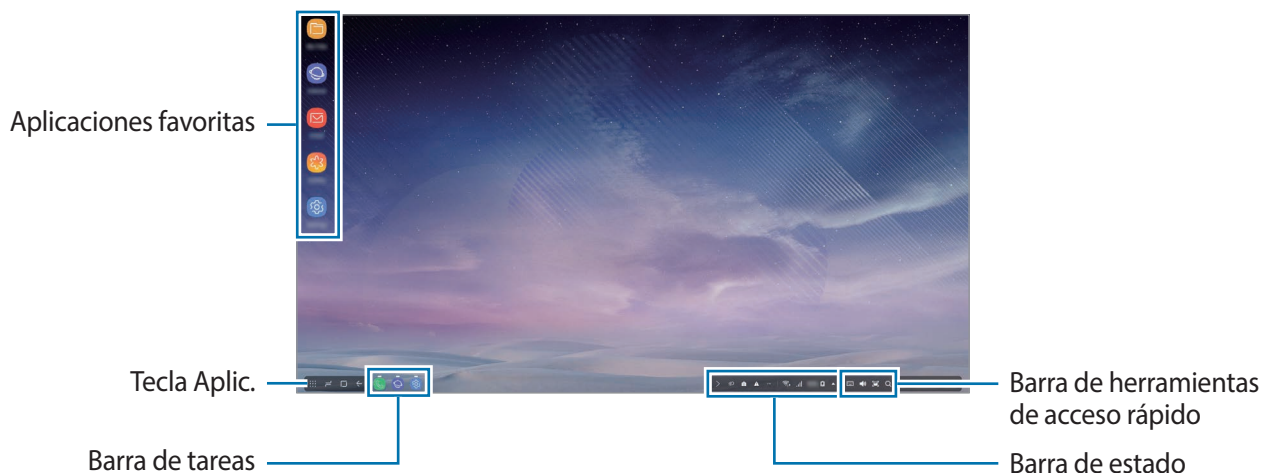 Aplicaciones favoritas
Tecla Aplic.
Barra de tareas
Barra de herramientas
de acceso rápido
Barra de estado